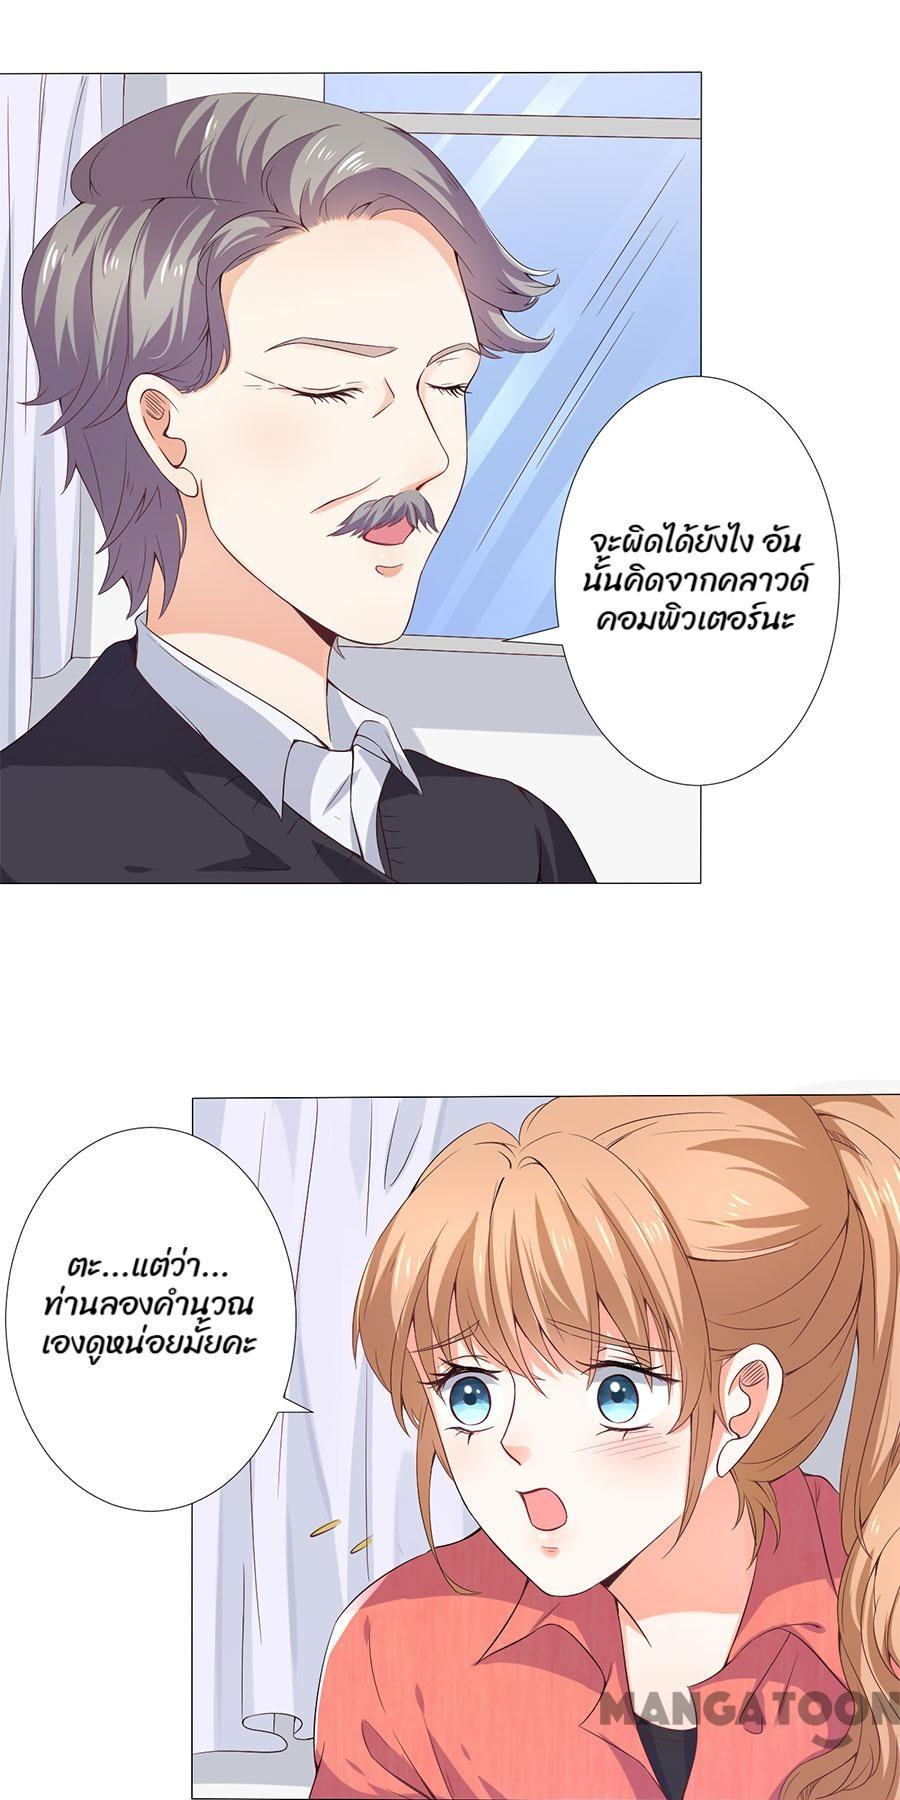 จะผิดได้ยังไง อัน
นั้นคิดจากคลาวด์
คอมพิวเตอร์นะ
ตะ...แต่ว่า...
ท่านลองคำนวณ
เองดูหน่อยมั้ยคะ
MANGATOON